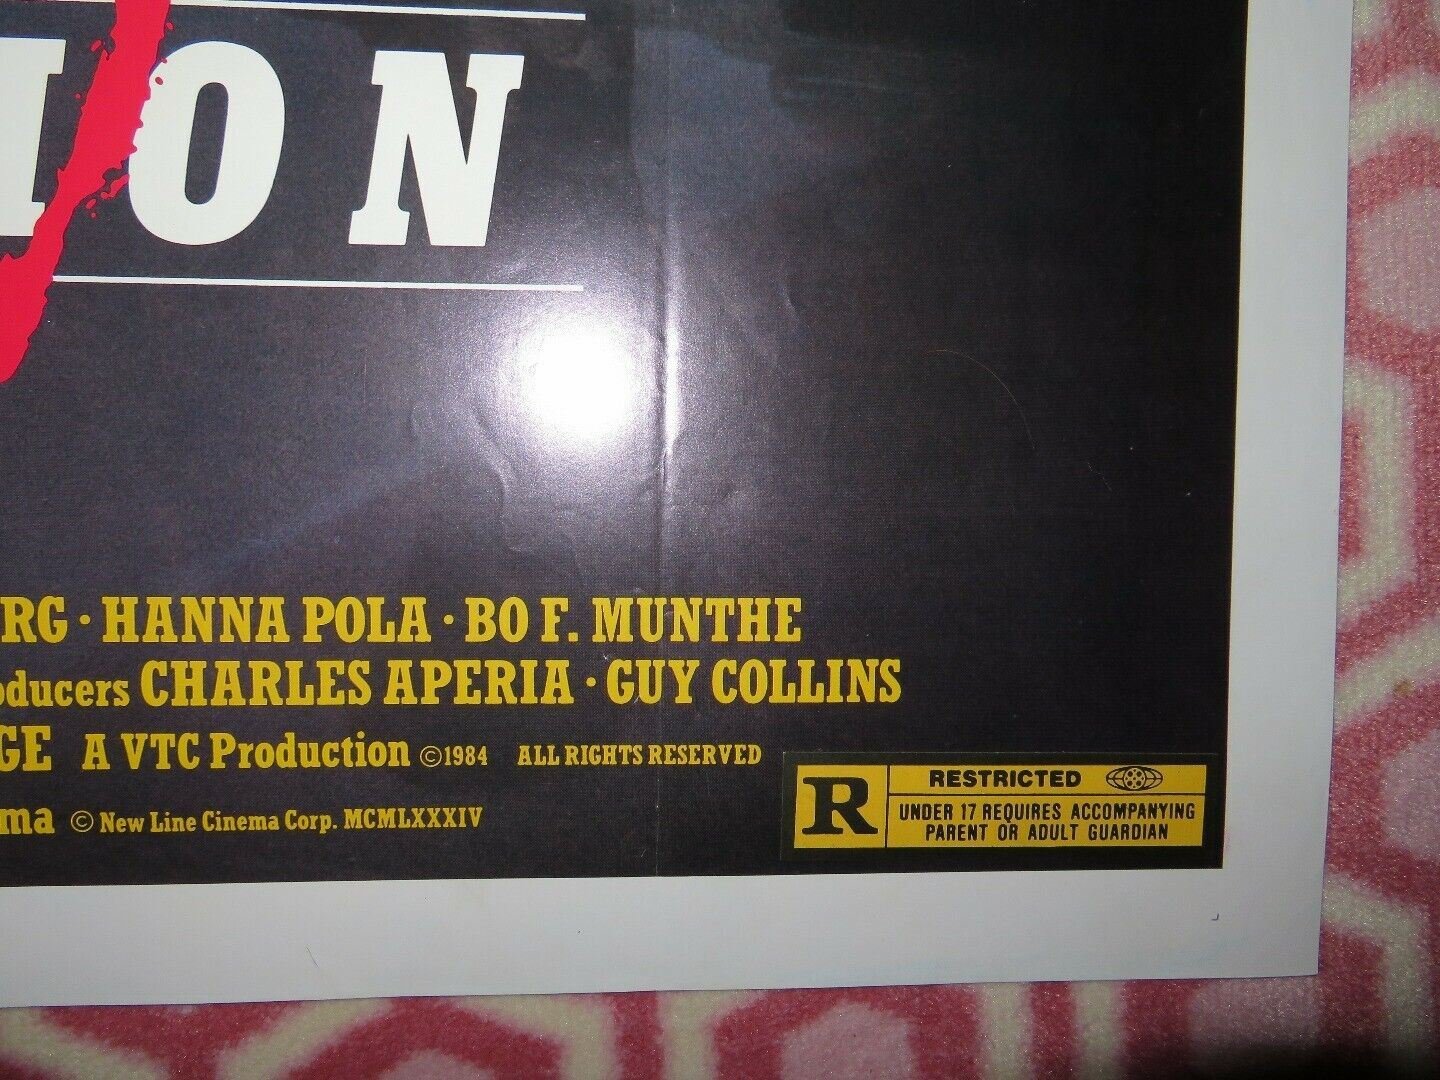 ION
RG · HANNA POLA · BO F. MUNTHE
oducers CHARLES APERIA · GUY COLLINS
GE A VTC Production ©1984 ALL RIGHTS RESERVED
ma © New Line Cinema Corp. MCMLXXXIV
R RESTRICTED
UNDER 17 REQUIRES ACCOMPANYING
PARENT OR ADULT GUARDIAN